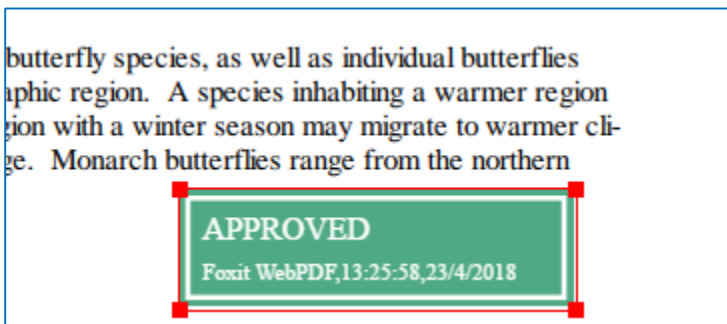 butterfly species, as well as individual butterflies
aphic region. A species inhabiting a warmer region
gion with a winter season may migrate to warmer cli-
ge. Monarch butterflies range from the northern
APPROVED
Foxit WebPDF,13:25:58,23/4/2018